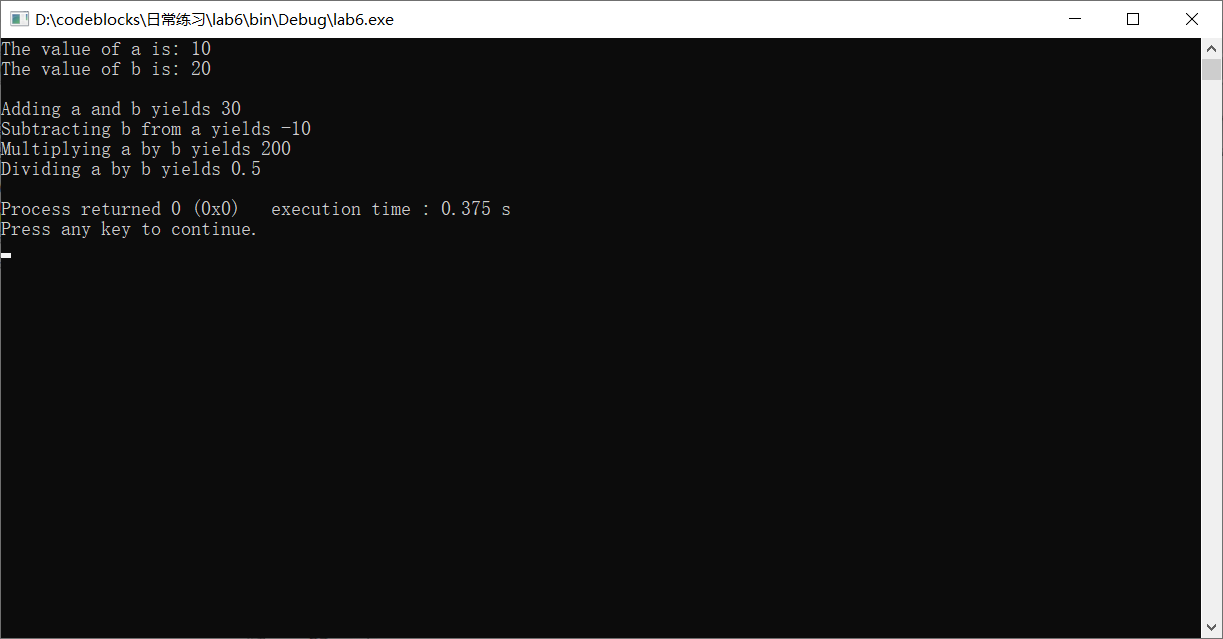 D:\codeblocks\日常练习\lab6\bin\Debug\lab6.exe
The value of a is: 10
The value of b is: 20
Adding a and b yields 30
Subtracting b from a yields -10
Multiplying a by b yields 200
Dividing a by b yields 0.5
Process returned 0 (0x0)   execution time : 0.375 s
Press any key to continue.